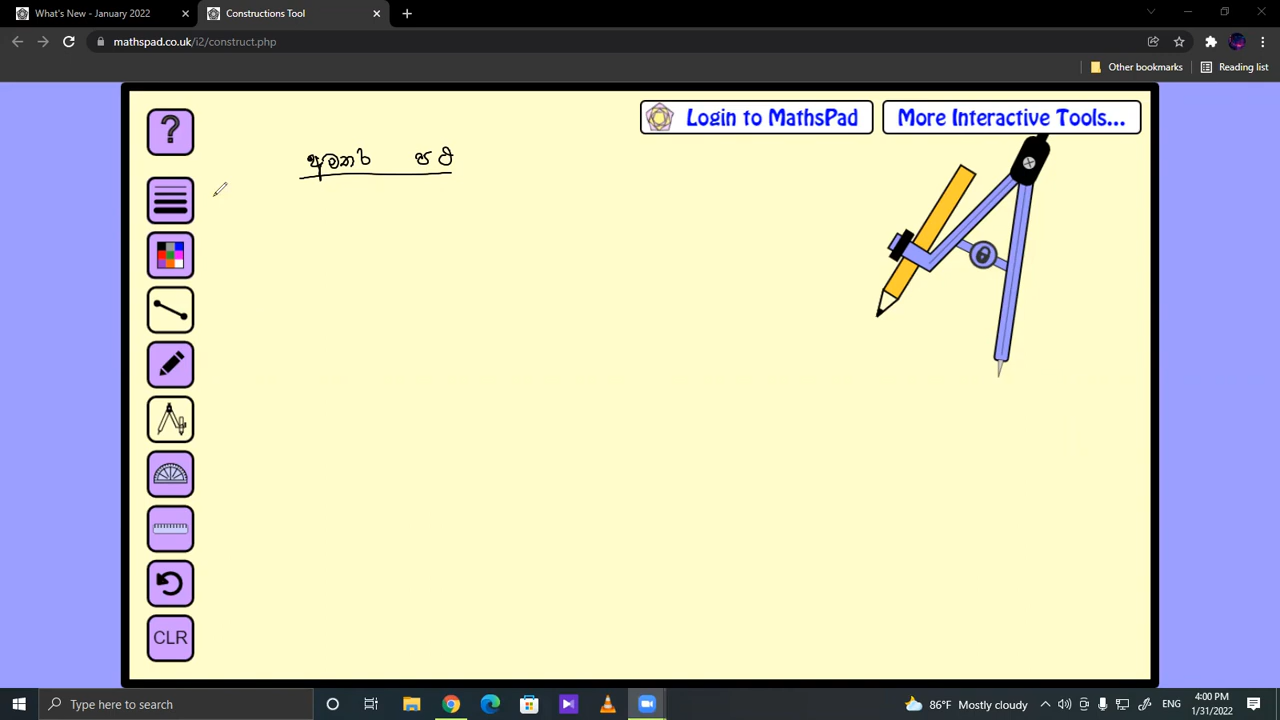 What's New - January 2022
Constructions Tool
mathspad.co.uk/i2/construct.php
Other bookmarks
Reading list
?
Login to MathsPad
More Interactive Tools...
CLR
Type here to search
86°F Mostly cloudy
ENG
4:00 PM
1/31/2022